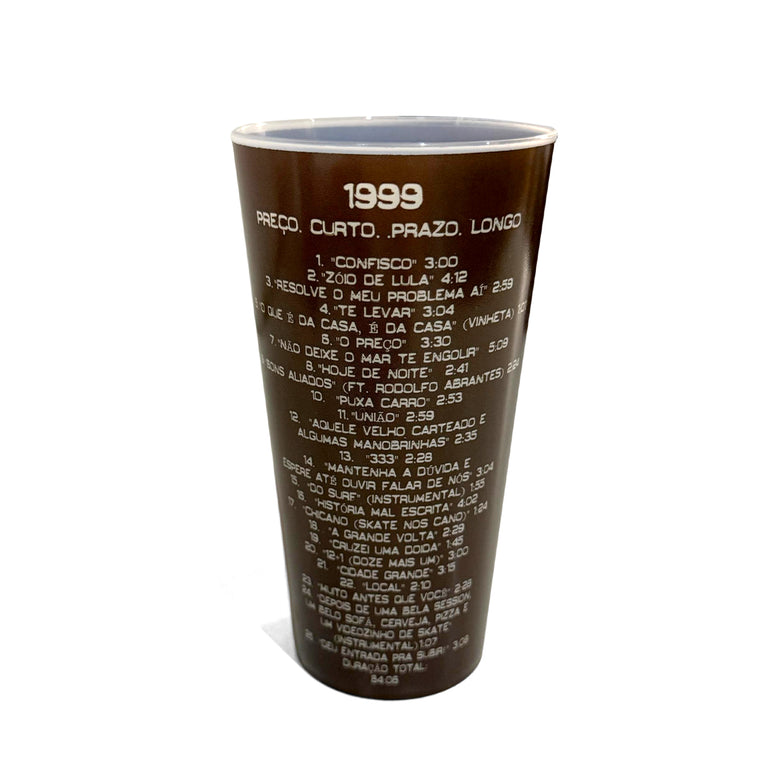 1999
PREÇO. CURTO. .PRAZO. LONGO
1. "CONFISCO" 3:00
2. "ZÓIO DE LULA" 4:12
3."RESOLVE O MEU PROBLEMA AÍ" 2:59
4. "TE LEVAR" 3:04
O QUE É DA CASA, É DA CASA" (VINHETA)
6. "O PREÇO" 3:30
7."NÃO DEIXE O MAR TE ENGOLIR" 5:09
8."HOJE DE NOITE" 2:41
BONS ALIADOS" (FT. RODOLFO ABRANTES) 2:24
10. "PUXA CARRO" 2:53
11."UNIÃO" 2:59
12. "AQUELE VELHO CARTEADO E
ALGUMAS MANOBRINHAS" 2:35
13. "333" 2:28
14. "MANTENHA A DÚVIDA E
ESPERE ATÉ OUVIR FALAR DE NÓS" 3:04
15. "DO SURF" (INSTRUMENTAL) 1:55
16. "HISTÓRIA MAL ESCRITA" 4:02
17. "CHICANO (SKATE NOS CANO)" 1:24
18. "A GRANDE VOLTA" 2:29
19. "CRUZEI UMA DOIDA" 1:45
20. "12+1 (DOZE MAIS UM)" 3:00
21. "CIDADE GRANDE" 3:15
22. "LOCAL" 2:10
23. "MUITO ANTES QUE VOCÊ" 2:28
24. "DEPOIS DE UMA BELA SESSION,
UM BELO SOFÁ, CERVEJA, PIZZA E
UM VIDEOZINHO DE SKATE"
(INSTRUMENTAL) 1:07
25. "DEU ENTRADA PRA SUBIR" 3:08
DURAÇÃO TOTAL:
64:06